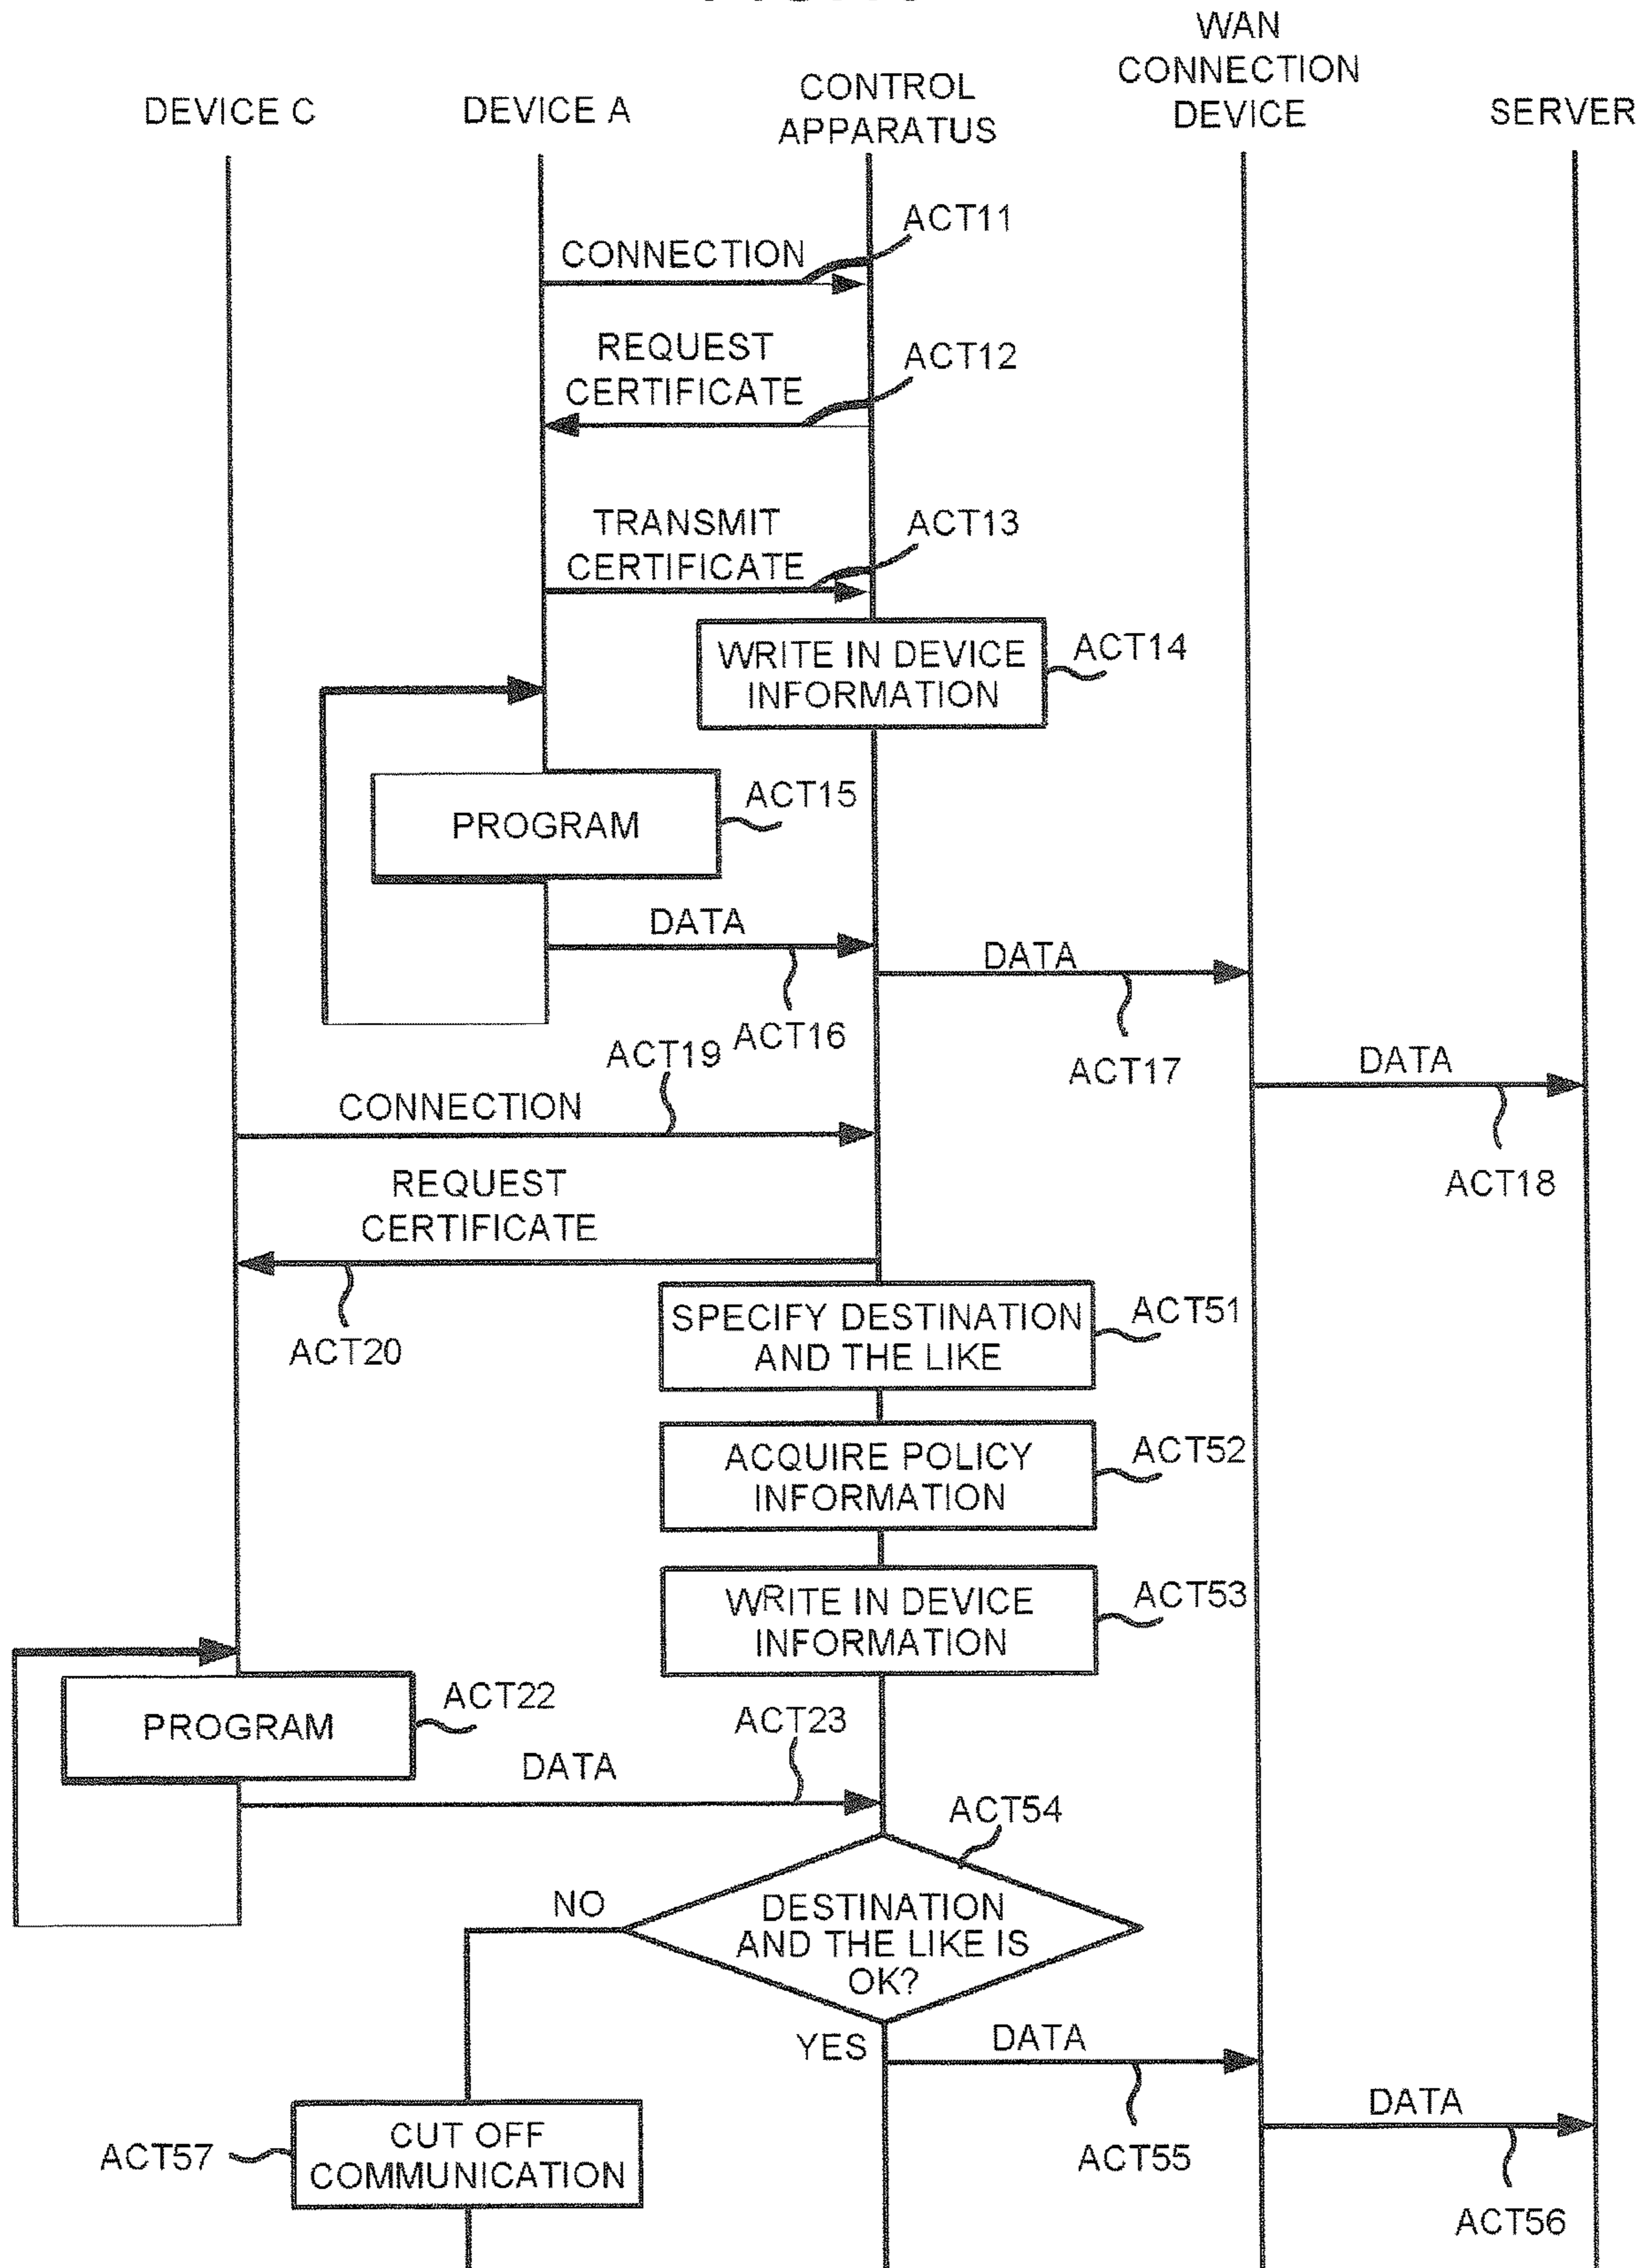 WAN
CONNECTION
DEVICE
DEVICE C
DEVICE A
CONTROL
APPARATUS
SERVER
ACT11
CONNECTION
REQUEST
CERTIFICATE
ACT12
TRANSMIT
CERTIFICATE
ACT13
WRITE IN DEVICE
INFORMATION
ACT14
PROGRAM
ACT15
DATA
ACT16
DATA
ACT17
DATA
ACT18
ACT19
CONNECTION
REQUEST
CERTIFICATE
ACT20
SPECIFY DESTINATION
AND THE LIKE
ACT51
ACQUIRE POLICY
INFORMATION
ACT52
WRITE IN DEVICE
INFORMATION
ACT53
PROGRAM
ACT22
DATA
ACT23
ACT54
DESTINATION
AND THE LIKE IS
OK?
NO
YES
DATA
ACT55
DATA
ACT56
CUT OFF
COMMUNICATION
ACT57